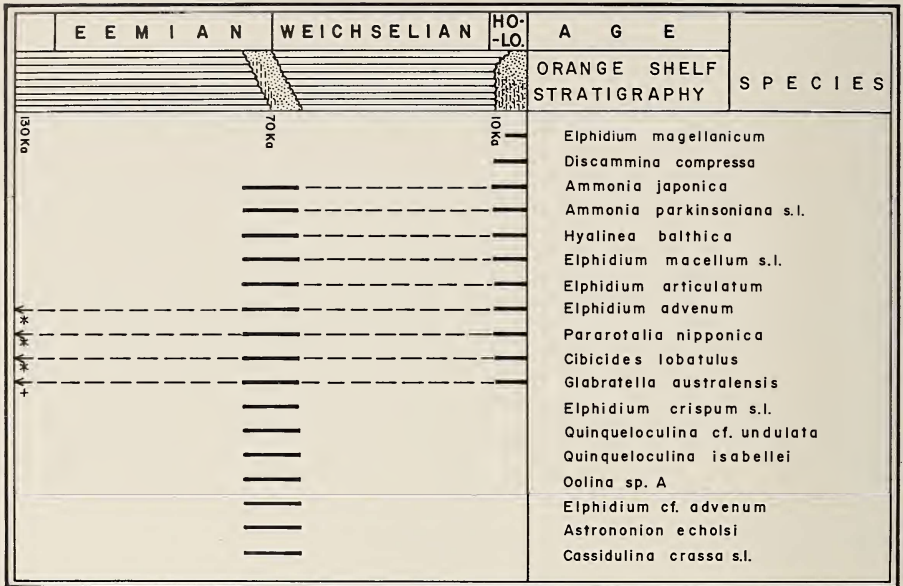 EEMIAN WEICHSELIAN HO-
-LO. AGE
ORANGE SHELF
STRATIGRAPHY
SPECIES
130Ka 70Ka 10Ka
Elphidium magellanicum
Discammina compressa
Ammonia japonica
Ammonia parkinsoniana s.l.
Hyalinea balthica
Elphidium macellum s.l.
Elphidium articulatum
Elphidium advenum
*
Pararotalia nipponica
*
Cibicides lobatulus
*
Glabratella australensis
+
Elphidium crispum s.l.
Quinqueloculina cf. undulata
Quinqueloculina isabellei
Oolina sp. A
Elphidium cf. advenum
Astrononion echolsi
Cassidulina crassa s.l.